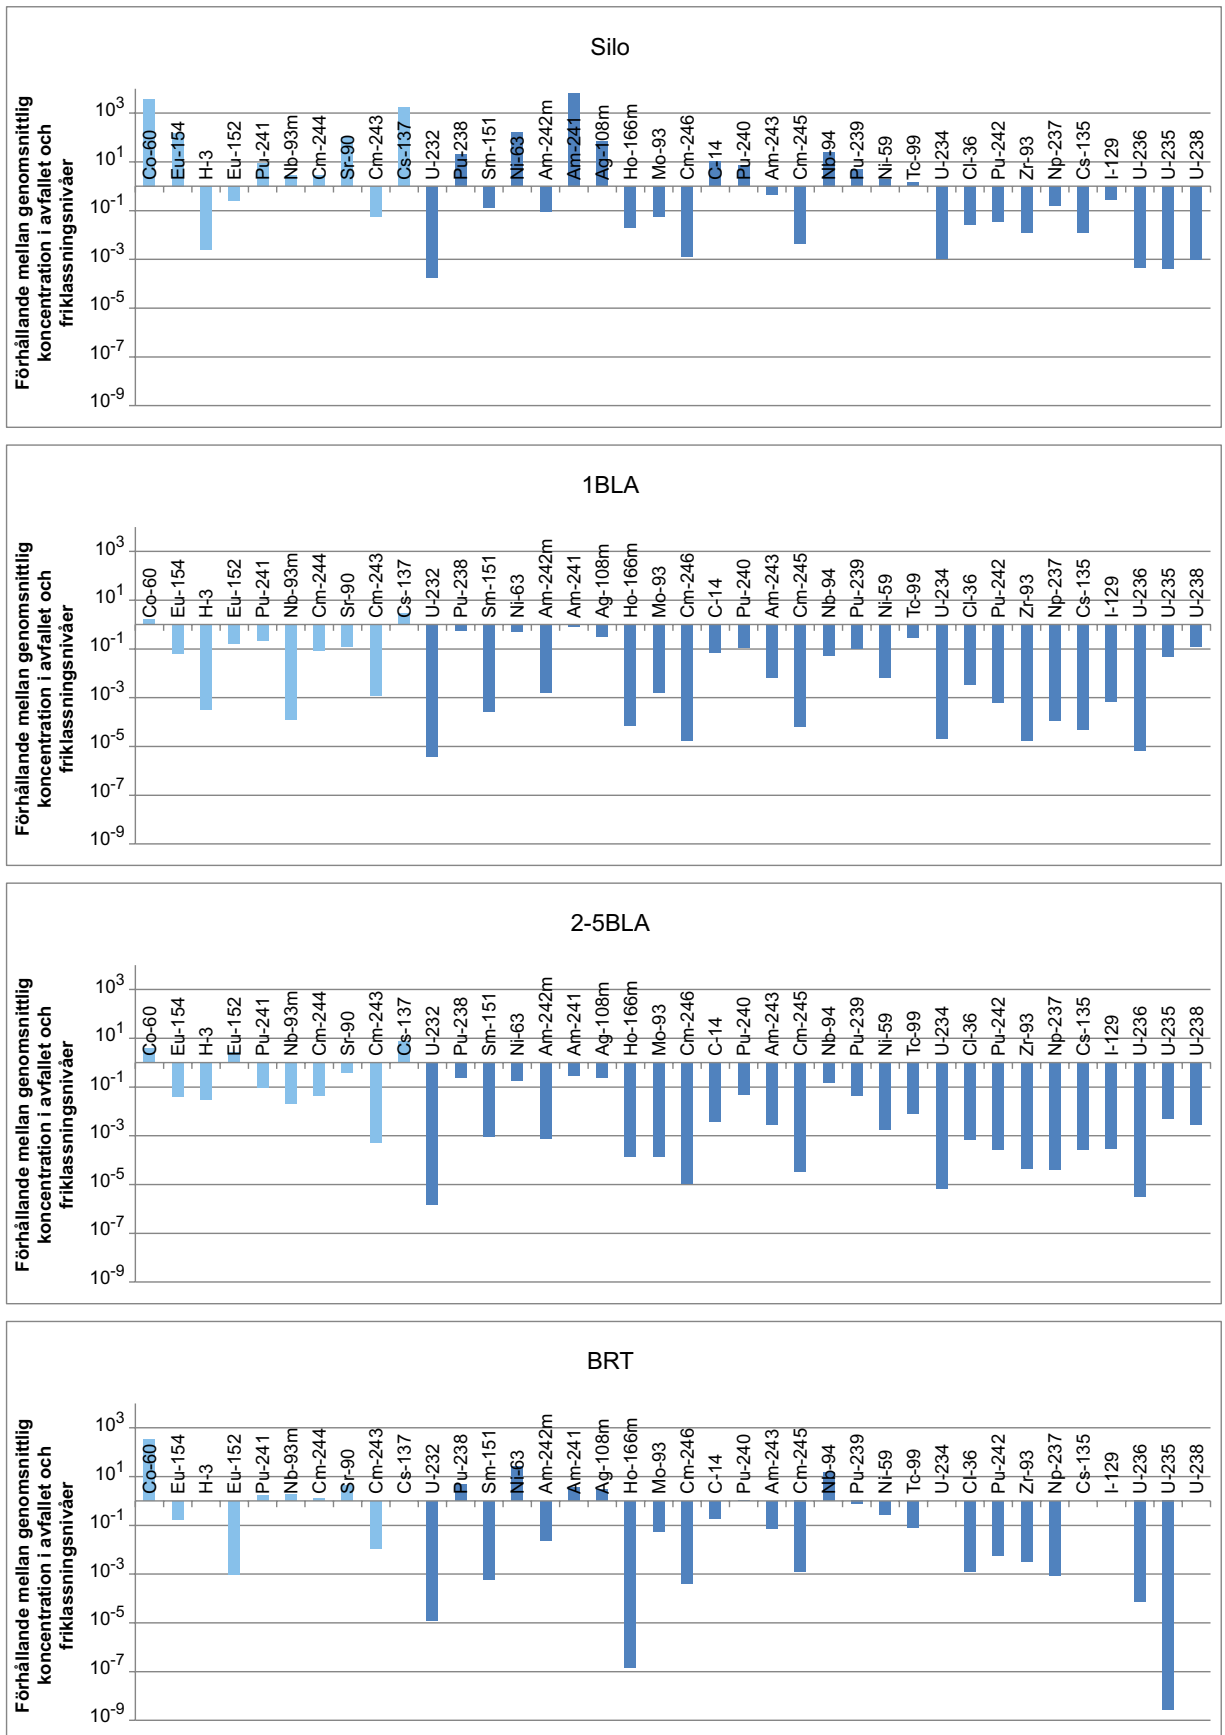 Silo
Förhållande mellan genomsnittlig
koncentration i avfallet och
friklassningsnivåer
10³
10¹
10⁻¹
10⁻³
10⁻⁵
10⁻⁷
10⁻⁹
Co-60
Eu-154
H-3
Eu-152
Pu-241
Nb-93m
Cm-244
Sr-90
Cm-243
Cs-137
U-232
Pu-238
Sm-151
Ni-63
Am-242m
Am-241
Ag-108m
Ho-166m
Mo-93
Cm-246
C-14
Pu-240
Am-243
Cm-245
Nb-94
Pu-239
Ni-59
Tc-99
U-234
Cl-36
Pu-242
Zr-93
Np-237
Cs-135
I-129
U-236
U-235
U-238
1BLA
Förhållande mellan genomsnittlig
koncentration i avfallet och
friklassningsnivåer
10³
10¹
10⁻¹
10⁻³
10⁻⁵
10⁻⁷
10⁻⁹
Co-60
Eu-154
H-3
Eu-152
Pu-241
Nb-93m
Cm-244
Sr-90
Cm-243
Cs-137
U-232
Pu-238
Sm-151
Ni-63
Am-242m
Am-241
Ag-108m
Ho-166m
Mo-93
Cm-246
C-14
Pu-240
Am-243
Cm-245
Nb-94
Pu-239
Ni-59
Tc-99
U-234
Cl-36
Pu-242
Zr-93
Np-237
Cs-135
I-129
U-236
U-235
U-238
2-5BLA
Förhållande mellan genomsnittlig
koncentration i avfallet och
friklassningsnivåer
10³
10¹
10⁻¹
10⁻³
10⁻⁵
10⁻⁷
10⁻⁹
Co-60
Eu-154
H-3
Eu-152
Pu-241
Nb-93m
Cm-244
Sr-90
Cm-243
Cs-137
U-232
Pu-238
Sm-151
Ni-63
Am-242m
Am-241
Ag-108m
Ho-166m
Mo-93
Cm-246
C-14
Pu-240
Am-243
Cm-245
Nb-94
Pu-239
Ni-59
Tc-99
U-234
Cl-36
Pu-242
Zr-93
Np-237
Cs-135
I-129
U-236
U-235
U-238
BRT
Förhållande mellan genomsnittlig
koncentration i avfallet och
friklassningsnivåer
10³
10¹
10⁻¹
10⁻³
10⁻⁵
10⁻⁷
10⁻⁹
Co-60
Eu-154
H-3
Eu-152
Pu-241
Nb-93m
Cm-244
Sr-90
Cm-243
Cs-137
U-232
Pu-238
Sm-151
Ni-63
Am-242m
Am-241
Ag-108m
Ho-166m
Mo-93
Cm-246
C-14
Pu-240
Am-243
Cm-245
Nb-94
Pu-239
Ni-59
Tc-99
U-234
Cl-36
Pu-242
Zr-93
Np-237
Cs-135
I-129
U-236
U-235
U-238